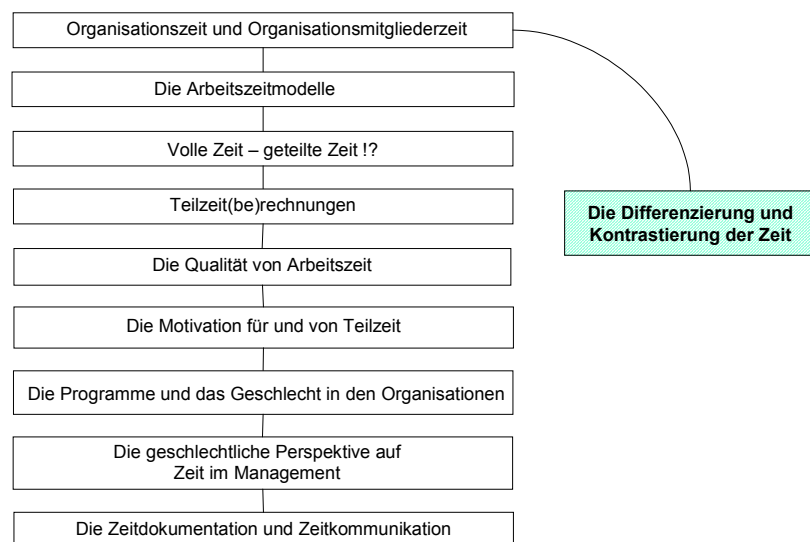 Organisationszeit und Organisationsmitgliederzeit
Die Arbeitszeitmodelle
Volle Zeit – geteilte Zeit !?
Teilzeit(be)rechnungen
Die Differenzierung und
Kontrastierung der Zeit
Die Qualität von Arbeitszeit
Die Motivation für und von Teilzeit
Die Programme und das Geschlecht in den Organisationen
Die geschlechtliche Perspektive auf
Zeit im Management
Die Zeitdokumentation und Zeitkommunikation